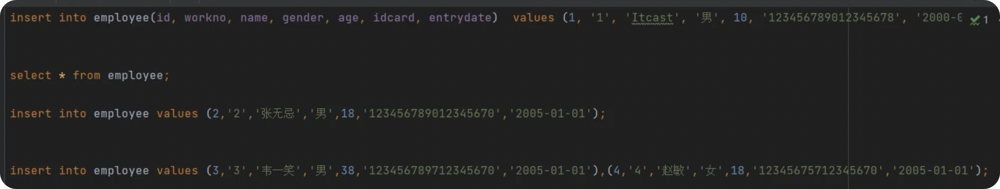 insert into employee(id, workno, name, gender, age, idcard, entrydate)  values (1, '1', 'Itcast', '男', 10, '123456789012345678', '2000-0 1
select * from employee;
insert into employee values (2,'2','张无忌','男',18,'123456789012345670','2005-01-01');
insert into employee values (3,'3','韦一笑','男',38,'123456789712345670','2005-01-01'),(4,'4','赵敏','女',18,'12345675712345670','2005-01-01');